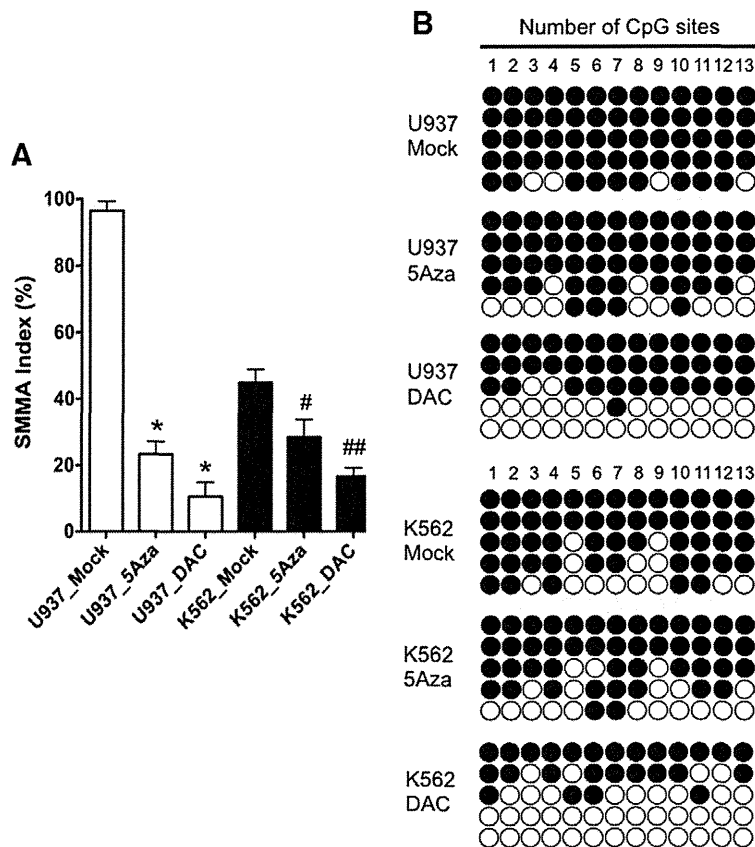 A
SMMA Index (%)
100
80
60
40
20
0
*
*
#
##
U937_Mock
U937_5Aza
U937_DAC
K562_Mock
K562_5Aza
K562_DAC
B
Number of CpG sites
1 2 3 4 5 6 7 8 9 10 11 12 13
U937
Mock
U937
5Aza
U937
DAC
1 2 3 4 5 6 7 8 9 10 11 12 13
K562
Mock
K562
5Aza
K562
DAC